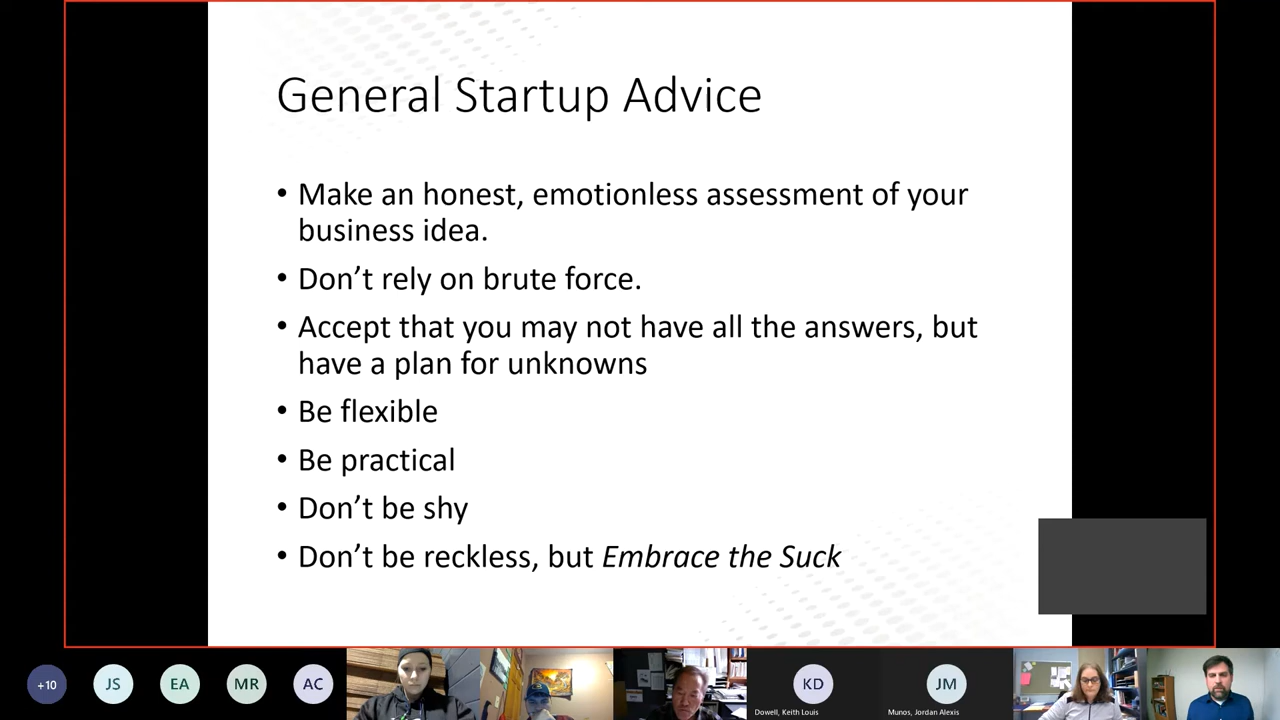 General Startup Advice
• Make an honest, emotionless assessment of your
business idea.
• Don’t rely on brute force.
• Accept that you may not have all the answers, but
have a plan for unknowns
• Be flexible
• Be practical
• Don’t be shy
• Don’t be reckless, but Embrace the Suck
+10
JS
EA
MR
AC
KD
JM
Dowell, Keith Louis
Munos, Jordan Alexis